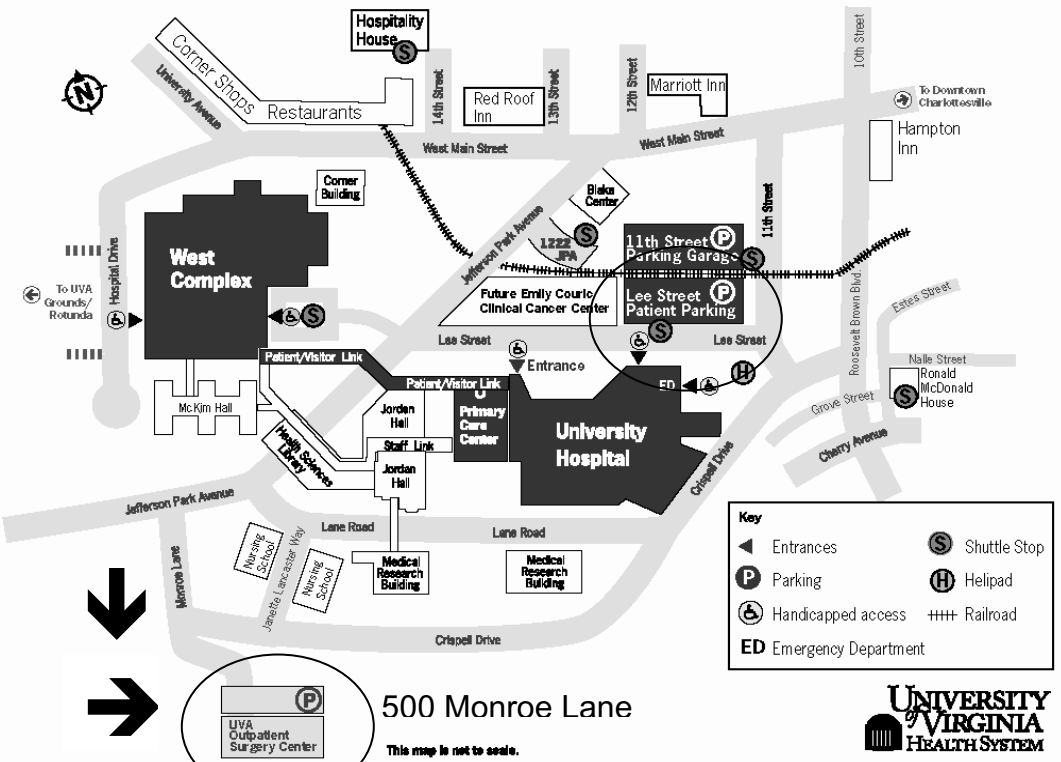 Hospitality
House
S
Corner Shops
Restaurants
University Avenue
14th Street
Red Roof
Inn
13th Street
12th Street
Marriott Inn
10th Street
To Downtown
Charlottesville
Hampton
Inn
West Main Street
West Main Street
Corner
Building
Blake
Center
S
1222
JPA
Jefferson Park Avenue
11th Street
Parking Garage
P
S
11th Street
West
Complex
Hospital Drive
To UVA
Grounds/
Rotunda
S
Future Emily Couric
Clinical Cancer Center
Lee Street
Patient Parking
P
S
Lee Street
Lee Street
Roosevelt Brown Blvd.
Estes Street
Nalle Street
Patient/Visitor Link
Patient/Visitor Link
Entrance
ED
H
Ronald
McDonald
House
S
Grove Street
Cherry Avenue
McKim Hall
Jordan
Hall
Primary
Care
Center
University
Hospital
Staff Link
Health Sciences
Library
Jordan
Hall
Crispell Drive
Jefferson Park Avenue
Lane Road
Lane Road
Monroe Lane
Nursing
School
Janette Lancaster Way
Nursing
School
Medical
Research
Building
Medical
Research
Building
Crispell Drive
Key
Entrances
P Parking
Handicapped access
ED Emergency Department
S Shuttle Stop
H Helipad
Railroad
P
UVA
Outpatient
Surgery Center
500 Monroe Lane
This map is not to scale.
UNIVERSITY
of VIRGINIA
HEALTH SYSTEM